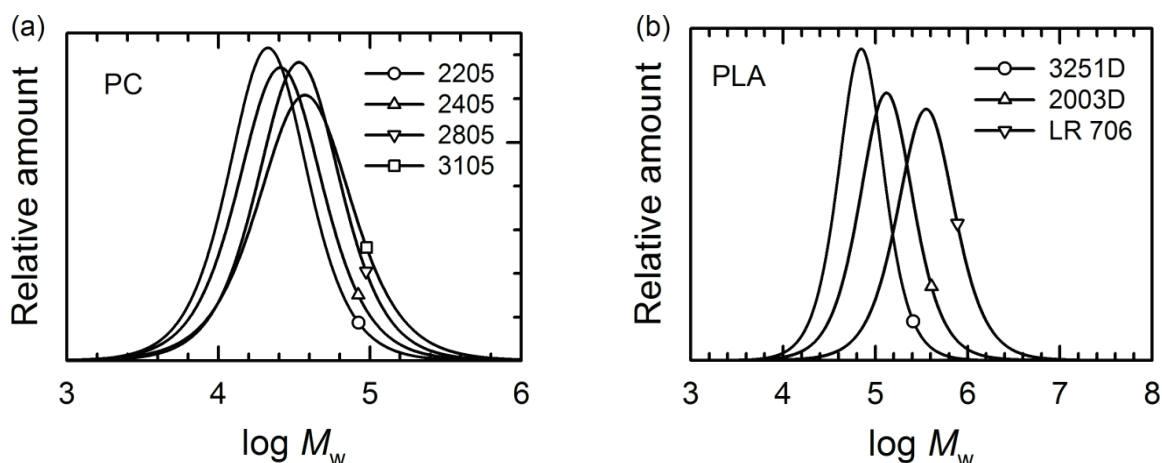 (a)
Relative amount
PC
2205
2405
2805
3105
3 4 5 6
log Mw
(b)
Relative amount
PLA
3251D
2003D
LR 706
3 4 5 6 7 8
log Mw